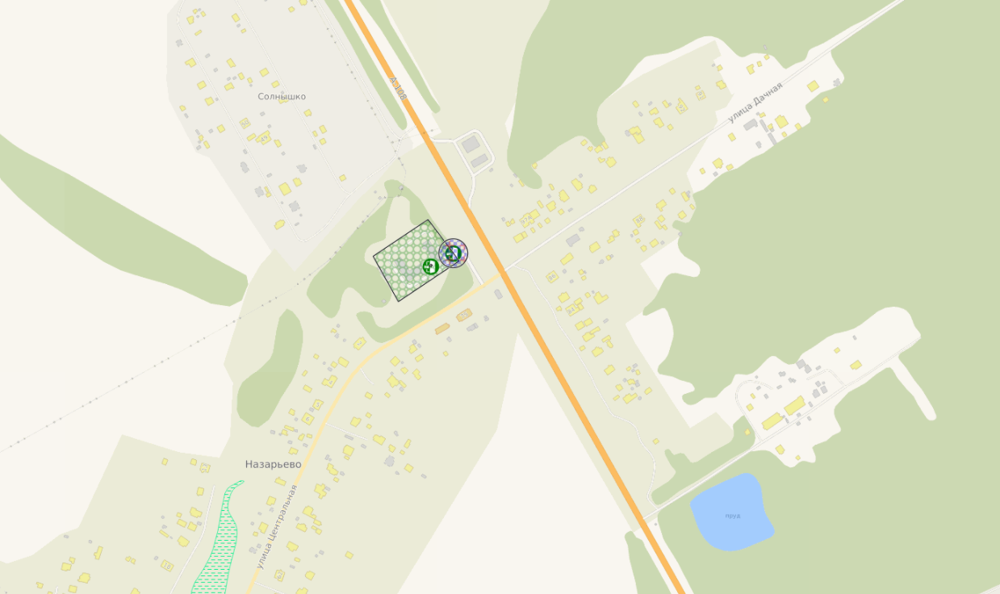 А-108
Солнышко
улица Дачная
Назарьево
улица Центральная
пруд